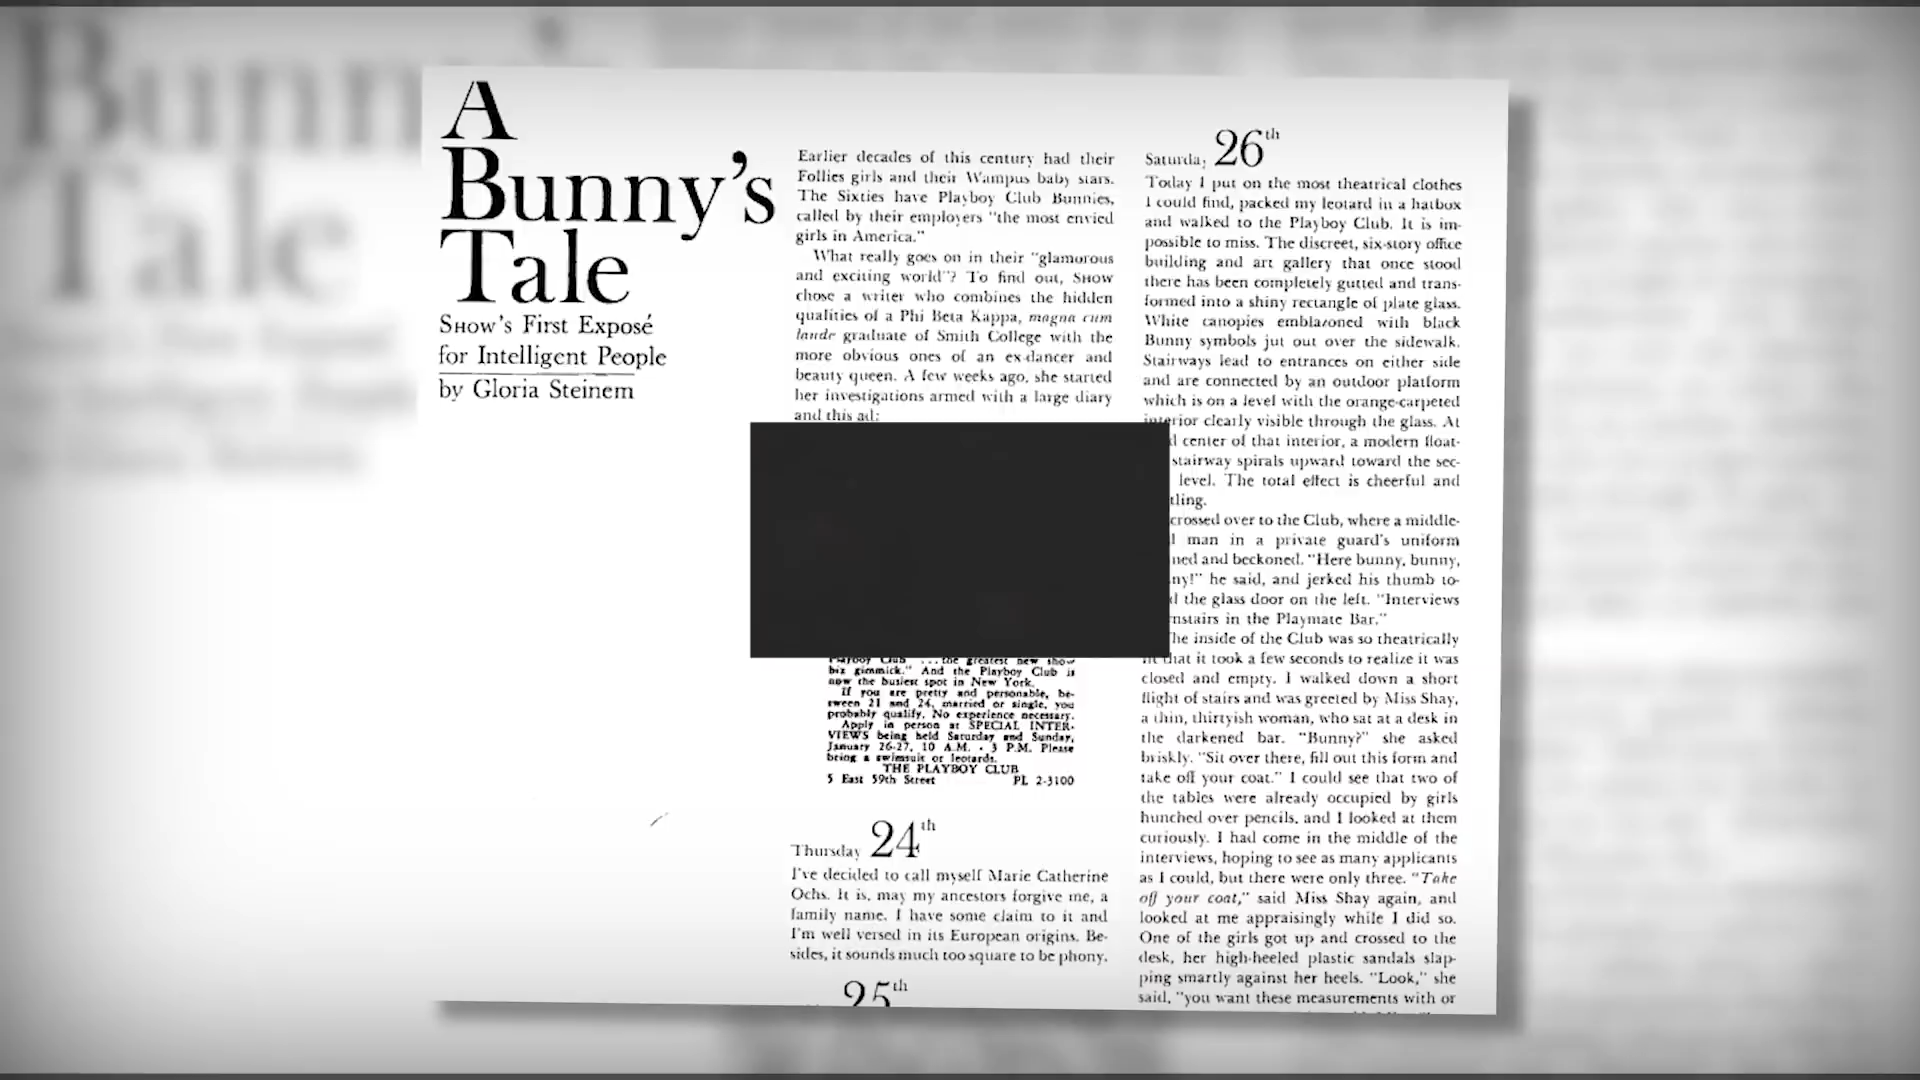 A
Bunny's
Tale
SHOW's First Exposé
for Intelligent People
by Gloria Steinem
Earlier decades of this century had their
Follies girls and their Wampus baby stars.
The Sixties have Playboy Club Bunnies,
called by their employers "the most envied
girls in America."
What really goes on in their "glamorous
and exciting world"? To find out, SHOW
chose a writer who combines the hidden
qualities of a Phi Beta Kappa, magna cum
laude graduate of Smith College with the
more obvious ones of an ex-dancer and
beauty queen. A few weeks ago, she started
her investigations armed with a large diary
and this ad:
Playboy Club ...the greatest new show
biz gimmick." And the Playboy Club is
now the busiest spot in New York.
If you are pretty and personable, be-
tween 21 and 24, married or single, you
probably qualify. No experience necessary.
Apply in person at SPECIAL INTER-
VIEWS being held Saturday and Sunday,
January 26-27, 10 A.M. - 3 P.M. Please
bring a swimsuit or leotards.
THE PLAYBOY CLUB
5 East 59th Street PL 2-3100
Thursday 24th
I've decided to call myself Marie Catherine
Ochs. It is, may my ancestors forgive me, a
family name. I have some claim to it and
I'm well versed in its European origins. Be-
sides, it sounds much too square to be phony.
25th
Saturday 26th
Today I put on the most theatrical clothes
I could find, packed my leotard in a hatbox
and walked to the Playboy Club. It is im-
possible to miss. The discreet, six-story office
building and art gallery that once stood
there has been completely gutted and trans-
formed into a shiny rectangle of plate glass.
White canopies emblazoned with black
Bunny symbols jut out over the sidewalk.
Stairways lead to entrances on either side
and are connected by an outdoor platform
which is on a level with the orange-carpeted
interior clearly visible through the glass. At
center of that interior, a modern float-
stairway spirals upward toward the sec-
level. The total effect is cheerful and
tling.
crossed over to the Club, where a middle-
man in a private guard's uniform
ned and beckoned. "Here bunny, bunny,
ny!" he said, and jerked his thumb to-
the glass door on the left. "Interviews
nstairs in the Playmate Bar."
he inside of the Club was so theatrically
lit that it took a few seconds to realize it was
closed and empty. I walked down a short
flight of stairs and was greeted by Miss Shay,
a thin, thirtyish woman, who sat at a desk in
the darkened bar. "Bunny?" she asked
briskly. "Sit over there, fill out this form and
take off your coat." I could see that two of
the tables were already occupied by girls
hunched over pencils, and I looked at them
curiously. I had come in the middle of the
interviews, hoping to see as many applicants
as I could, but there were only three. "Take
off your coat," said Miss Shay again, and
looked at me appraisingly while I did so.
One of the girls got up and crossed to the
desk, her high-heeled plastic sandals slap-
ping smartly against her heels. "Look," she
said, "you want these measurements with or